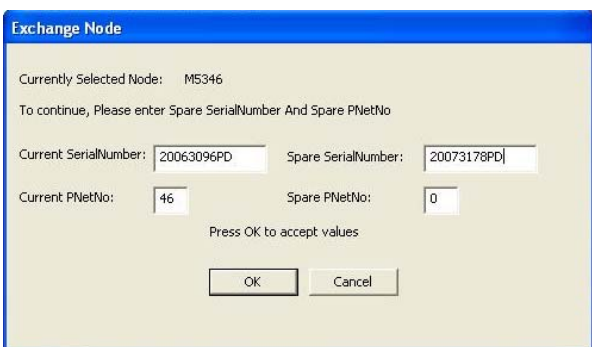 Exchange Node
Currently Selected Node: M5346
To continue, Please enter Spare SerialNumber And Spare PNetNo
Current SerialNumber: 20063096PD Spare SerialNumber: 20073178PD
Current PNetNo: 46 Spare PNetNo: 0
Press OK to accept values
OK Cancel